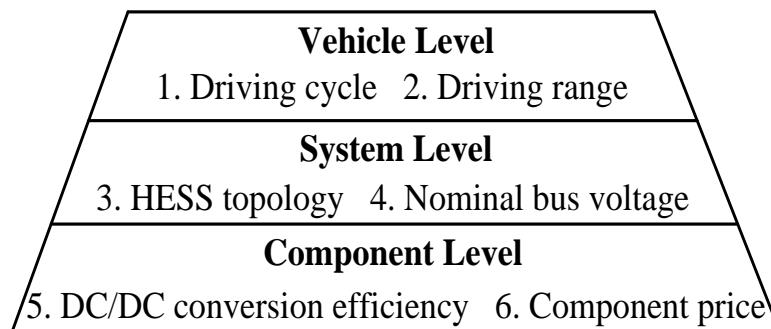 Vehicle Level
1. Driving cycle 2. Driving range
System Level
3. HESS topology 4. Nominal bus voltage
Component Level
5. DC/DC conversion efficiency 6. Component price